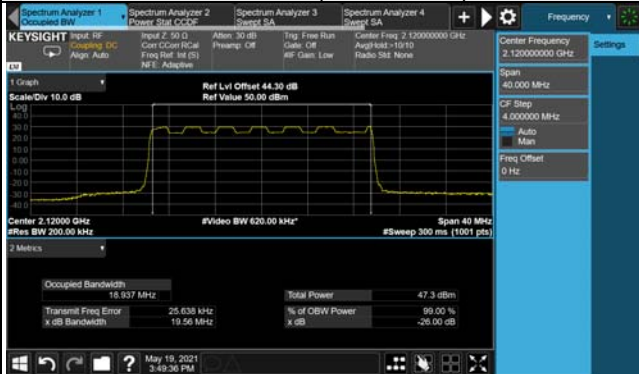 Spectrum Analyzer 1
Occupied BW
Spectrum Analyzer 2
Power Stat CCDF
Spectrum Analyzer 3
Swept SA
Spectrum Analyzer 4
Swept SA
Frequency
KEYSIGHT
Input: RF
Coupling: DC
Align: Auto
Input Z: 50 Ω
Corr CCorr RCal
Freq Ref: Int (S)
NFE: Adaptive
Atten: 30 dB
Preamp: Off
Trig: Free Run
Gate: Off
#IF Gain: Low
Center Freq: 2.120000000 GHz
Avg|Hold:>10/10
Radio Std: None
Center Frequency
2.120000000 GHz
Settings
Span
40.000 MHz
CF Step
4.000000 MHz
Auto
Man
Freq Offset
0 Hz
1 Graph
Scale/Div 10.0 dB
Ref Lvl Offset 44.30 dB
Ref Value 50.00 dBm
Log
40.0
30.0
20.0
10.0
0.00
-10.0
-20.0
-30.0
-40.0
Center 2.12000 GHz
#Res BW 200.00 kHz
#Video BW 620.00 kHz*
Span 40 MHz
#Sweep 300 ms (1001 pts)
2 Metrics
Occupied Bandwidth
18.937 MHz
Total Power
47.3 dBm
Transmit Freq Error
25.638 kHz
% of OBW Power
99.00 %
x dB Bandwidth
19.56 MHz
x dB
-26.00 dB
May 19, 2021
3:49:36 PM